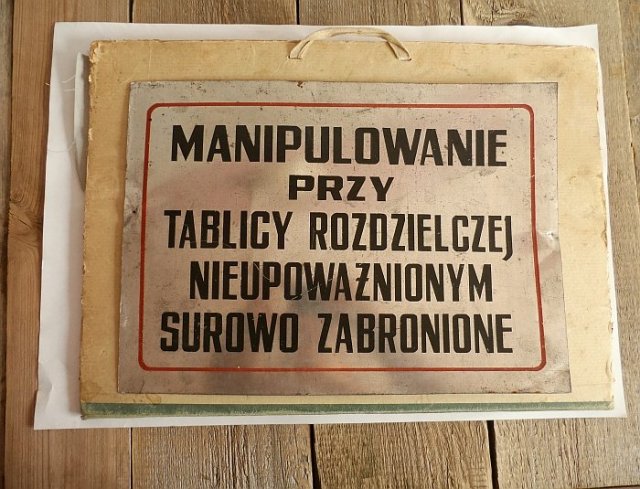 MANIPULOWANIE
PRZY
TABLICY ROZDZIELCZEJ
NIEUPOWAŻNIONYM
SUROWO ZABRONIONE